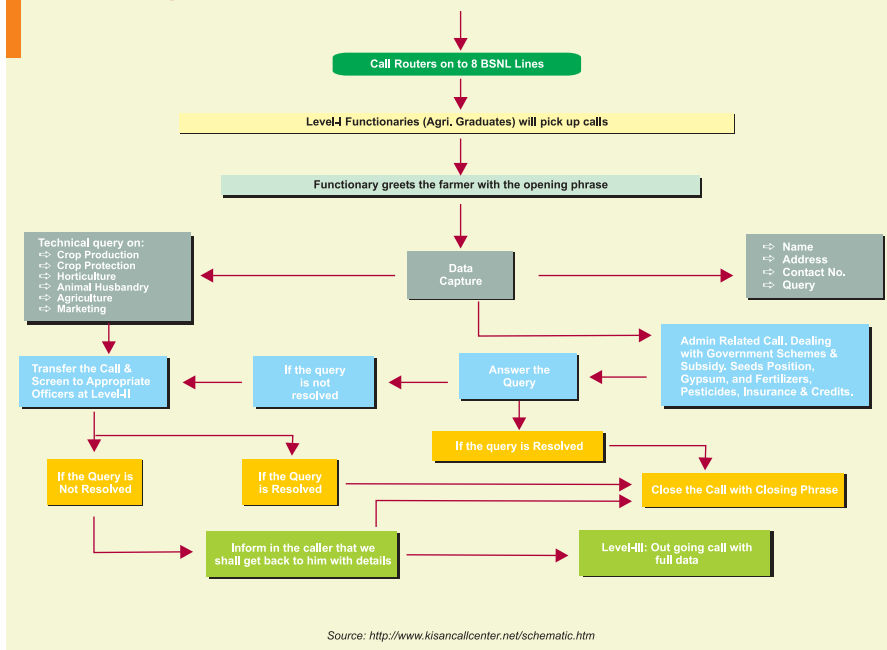 Call Routers on to 8 BSNL Lines
Level-I Functionaries (Agri. Graduates) will pick up calls
Functionary greets the farmer with the opening phrase
Technical query on:
⇨ Crop Production
⇨ Crop Protection
⇨ Horticulture
⇨ Animal Husbandry
⇨ Agriculture
⇨ Marketing
Data
Capture
⇨ Name
⇨ Address
⇨ Contact No.
⇨ Query
Transfer the Call &
Screen to Appropriate
Officers at Level-II
If the query
is not
resolved
Answer the
Query
Admin Related Call. Dealing
with Government Schemes &
Subsidy. Seeds Position,
Gypsum, and Fertilizers,
Pesticides, Insurance & Credits.
If the query is Resolved
If the Query is
Not Resolved
If the Query
is Resolved
Close the Call with Closing Phrase
Inform in the caller that we
shall get back to him with details
Level-III: Out going call with
full data
Source: http://www.kisancallcenter.net/schematic.htm